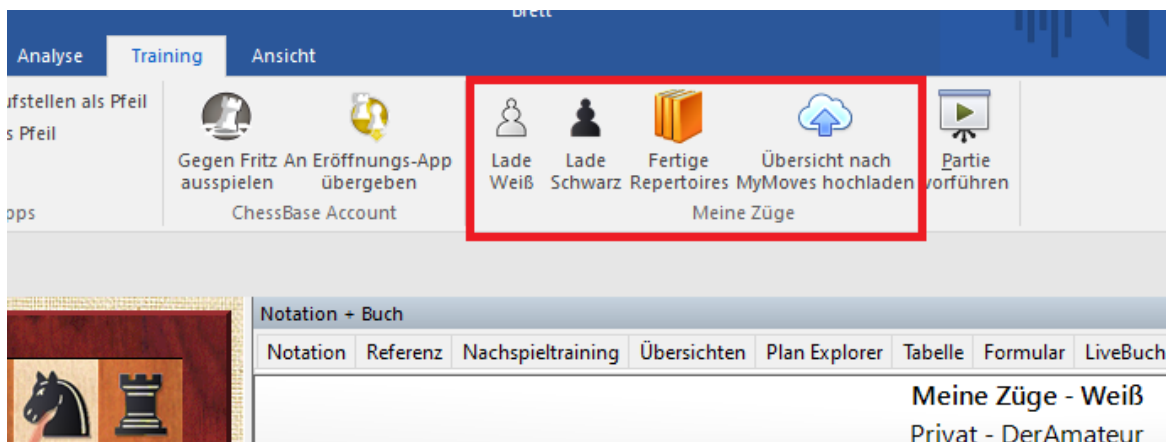 Brett
Analyse Training Ansicht
ufstellen als Pfeil
s Pfeil
Gegen Fritz ausspielen
An Eröffnungs-App übergeben
Lade Weiß
Lade Schwarz
Fertige Repertoires
Übersicht nach MyMoves hochladen
Partie vorführen
ops
ChessBase Account
Meine Züge
Notation + Buch
Notation Referenz Nachspieltraining Übersichten Plan Explorer Tabelle Formular LiveBuch
Meine Züge - Weiß
Privat - DerAmateur